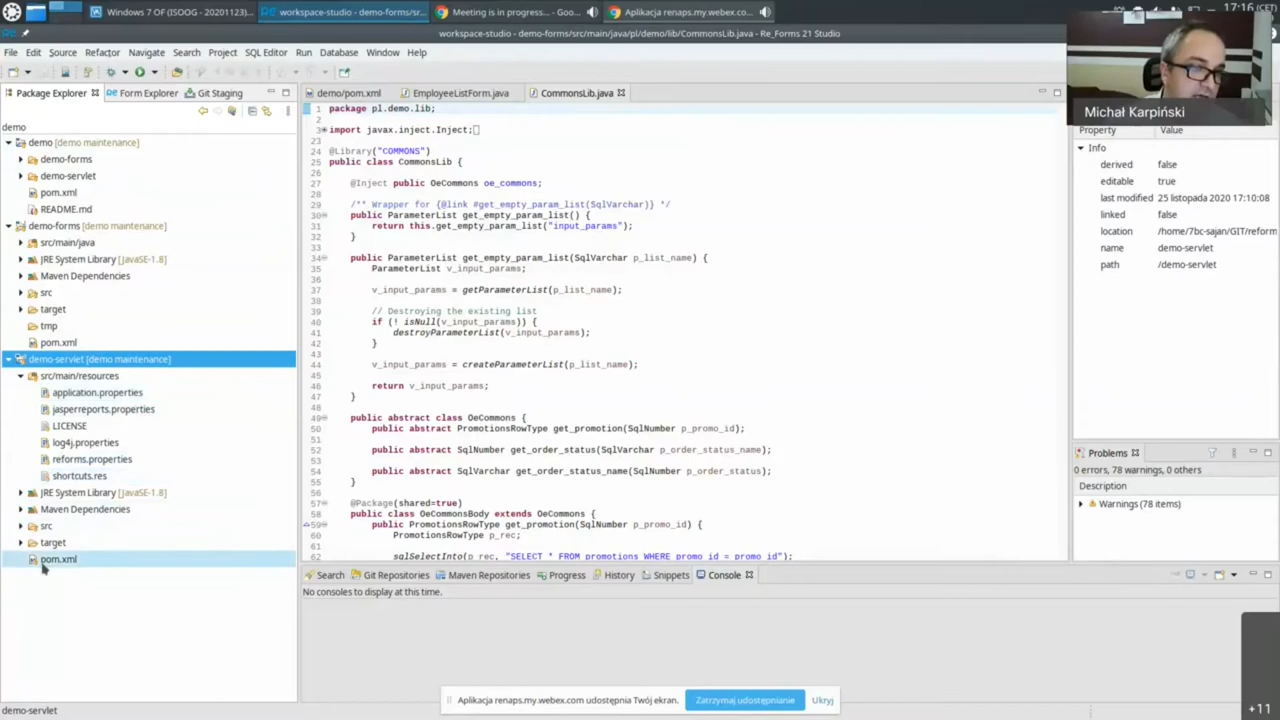 Windows 7 OF (ISOOG - 20201123)...
workspace-studio - demo-forms/sr...
Meeting is in progress... - Goo...
Aplikacja renaps.my.webex.com...
17:16 (CET)
workspace-studio - demo-forms/src/main/java/pl/demo/lib/CommonsLib.java - Re_Forms 21 Studio
File Edit Source Refactor Navigate Search Project SQL Editor Run Database Window Help
Michał Karpiński
Package Explorer
Form Explorer
Git Staging
demo
demo [demo maintenance]
demo-forms
demo-servlet
pom.xml
README.md
demo-forms [demo maintenance]
src/main/java
JRE System Library [JavaSE-1.8]
Maven Dependencies
src
target
tmp
pom.xml
demo-servlet [demo maintenance]
src/main/resources
application.properties
jasperreports.properties
LICENSE
log4j.properties
reforms.properties
shortcuts.res
JRE System Library [JavaSE-1.8]
Maven Dependencies
src
target
pom.xml
demo/pom.xml
EmployeeListForm.java
CommonsLib.java
1 package pl.demo.lib;
2
3 import javax.inject.Inject;
23
24 @Library("COMMONS")
25 public class CommonsLib {
26
27 @Inject public OeCommons oe_commons;
28
29 /** Wrapper for {@link #get_empty_param_list(SqlVarchar)} */
30 public ParameterList get_empty_param_list() {
31 return this.get_empty_param_list("input_params");
32 }
33
34 public ParameterList get_empty_param_list(SqlVarchar p_list_name) {
35 ParameterList v_input_params;
36
37 v_input_params = getParameterList(p_list_name);
38
39 // Destroying the existing list
40 if (! isNull(v_input_params)) {
41 destroyParameterList(v_input_params);
42 }
43
44 v_input_params = createParameterList(p_list_name);
45
46 return v_input_params;
47 }
48
49 public abstract class OeCommons {
50 public abstract PromotionsRowType get_promotion(SqlNumber p_promo_id);
51
52 public abstract SqlNumber get_order_status(SqlVarchar p_order_status_name);
53
54 public abstract SqlVarchar get_order_status_name(SqlNumber p_order_status);
55 }
56
57 @Package(shared=true)
58 public class OeCommonsBody extends OeCommons {
59 public PromotionsRowType get_promotion(SqlNumber p_promo_id) {
60 PromotionsRowType p_rec;
61
62 sqlSelectInto(p_rec, "SELECT * FROM promotions WHERE promo_id = promo_id");
Property Value
Info
derived false
editable true
last modified 25 listopada 2020 17:10:08
linked false
location /home/7bc-sajan/GIT/reform
name demo-servlet
path /demo-servlet
Problems
0 errors, 78 warnings, 0 others
Description
Warnings (78 items)
Search Git Repositories Maven Repositories Progress History Snippets Console
No consoles to display at this time.
Aplikacja renaps.my.webex.com udostępnia Twój ekran.
Zatrzymaj udostępnianie
Ukryj
demo-servlet
+11